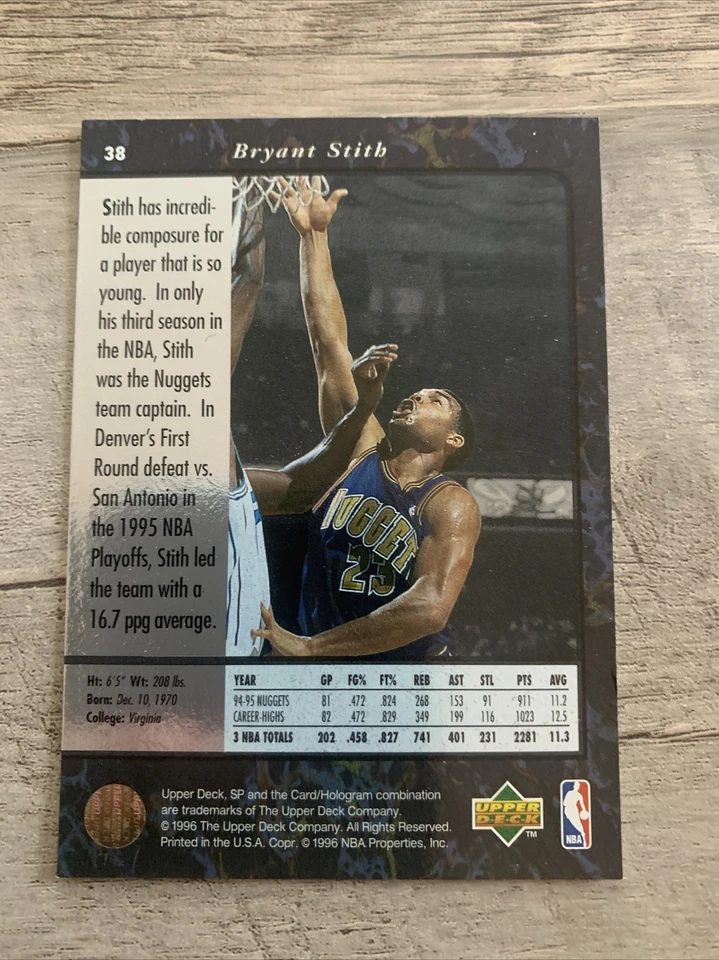 38 Bryant Stith
Stith has incredi-
ble composure for
a player that is so
young. In only
his third season in
the NBA, Stith
was the Nuggets
team captain. In
Denver's First
Round defeat vs.
San Antonio in
the 1995 NBA
Playoffs, Stith led
the team with a
16.7 ppg average.
NUGGETS
23
Ht: 6'5" Wt: 208 lbs.
Born: Dec. 10, 1970
College: Virginia
YEAR GP FG% FT% REB AST STL PTS AVG
94-95 NUGGETS 81 .472 .824 268 153 91 911 11.2
CAREER-HIGHS 82 .472 .829 349 199 116 1023 12.5
3 NBA TOTALS 202 .458 .827 741 401 231 2281 11.3
Upper Deck, SP and the Card/Hologram combination
are trademarks of The Upper Deck Company.
© 1996 The Upper Deck Company. All Rights Reserved.
Printed in the U.S.A. Copr. © 1996 NBA Properties, Inc.
UPPER
DECK
TM
NBA